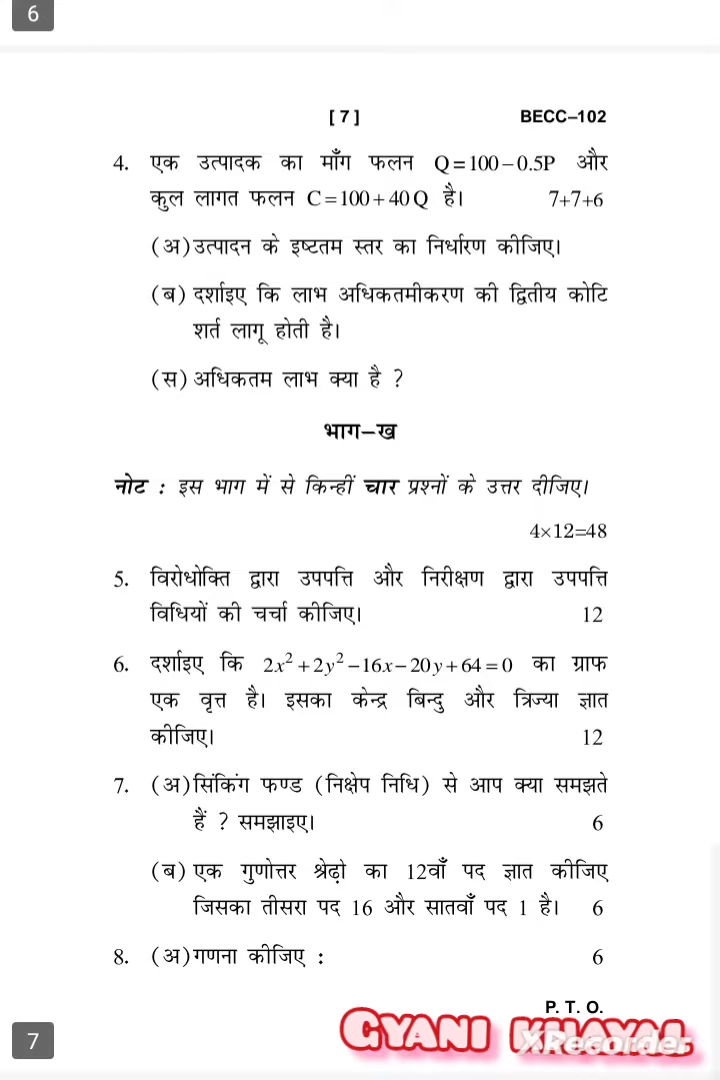 6
[ 7 ] BECC–102
4. एक उत्पादक का माँग फलन Q=100–0.5P और
कुल लागत फलन C=100+40Q है। 7+7+6
(अ) उत्पादन के इष्टतम स्तर का निर्धारण कीजिए।
(ब) दर्शाइए कि लाभ अधिकतमीकरण की द्वितीय कोटि
शर्त लागू होती है।
(स) अधिकतम लाभ क्या है ?
भाग–ख
नोट : इस भाग में से किन्हीं चार प्रश्नों के उत्तर दीजिए।
4×12=48
5. विरोधोक्ति द्वारा उपपत्ति और निरीक्षण द्वारा उपपत्ति
विधियों की चर्चा कीजिए। 12
6. दर्शाइए कि 2x²+2y²–16x–20y+64=0 का ग्राफ
एक वृत्त है। इसका केन्द्र बिन्दु और त्रिज्या ज्ञात
कीजिए। 12
7. (अ) सिंकिंग फण्ड (निक्षेप निधि) से आप क्या समझते
हैं ? समझाइए। 6
(ब) एक गुणोत्तर श्रेढ़ी का 12वाँ पद ज्ञात कीजिए
जिसका तीसरा पद 16 और सातवाँ पद 1 है। 6
8. (अ) गणना कीजिए : 6
P. T. O.
7
GYANI KHAYAL
XRecorder